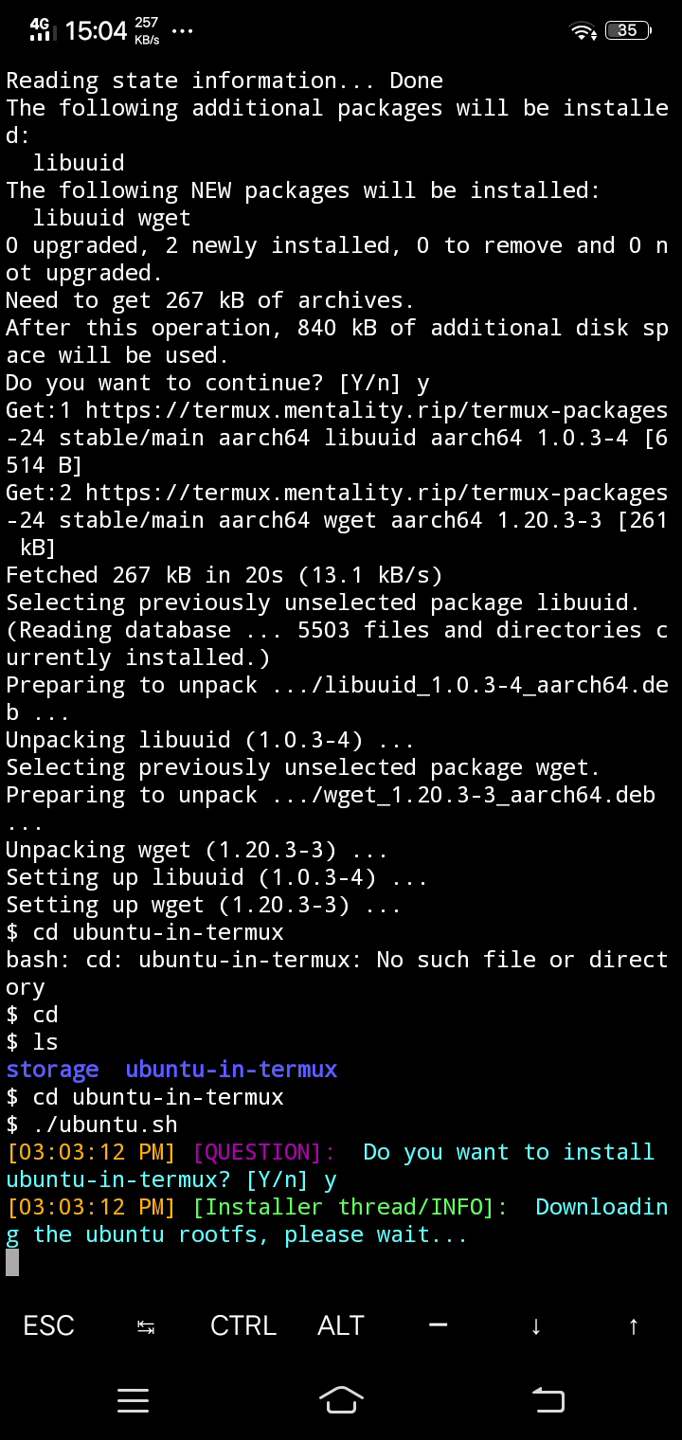 4G 15:04 257 KB/s ... 35
Reading state information... Done
The following additional packages will be installe
d:
  libuuid
The following NEW packages will be installed:
  libuuid wget
0 upgraded, 2 newly installed, 0 to remove and 0 n
ot upgraded.
Need to get 267 kB of archives.
After this operation, 840 kB of additional disk sp
ace will be used.
Do you want to continue? [Y/n] y
Get:1 https://termux.mentality.rip/termux-packages
-24 stable/main aarch64 libuuid aarch64 1.0.3-4 [6
514 B]
Get:2 https://termux.mentality.rip/termux-packages
-24 stable/main aarch64 wget aarch64 1.20.3-3 [261
 kB]
Fetched 267 kB in 20s (13.1 kB/s)
Selecting previously unselected package libuuid.
(Reading database ... 5503 files and directories c
urrently installed.)
Preparing to unpack .../libuuid_1.0.3-4_aarch64.de
b ...
Unpacking libuuid (1.0.3-4) ...
Selecting previously unselected package wget.
Preparing to unpack .../wget_1.20.3-3_aarch64.deb
...
Unpacking wget (1.20.3-3) ...
Setting up libuuid (1.0.3-4) ...
Setting up wget (1.20.3-3) ...
$ cd ubuntu-in-termux
bash: cd: ubuntu-in-termux: No such file or direct
ory
$ cd
$ ls
storage  ubuntu-in-termux
$ cd ubuntu-in-termux
$ ./ubuntu.sh
[03:03:12 PM] [QUESTION]:  Do you want to install
ubuntu-in-termux? [Y/n] y
[03:03:12 PM] [Installer thread/INFO]:  Downloadin
g the ubuntu rootfs, please wait...
ESC ↹ CTRL ALT – ↓ ↑